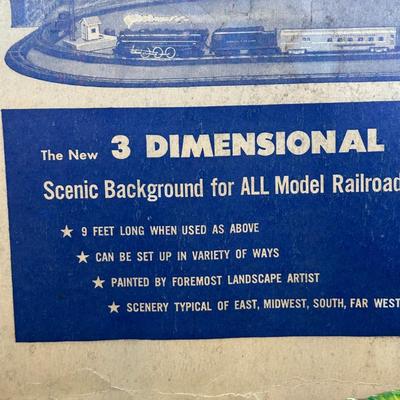 The New 3 DIMENSIONAL
Scenic Background for ALL Model Railroad
★ 9 FEET LONG WHEN USED AS ABOVE
★ CAN BE SET UP IN VARIETY OF WAYS
★ PAINTED BY FOREMOST LANDSCAPE ARTIST
★ SCENERY TYPICAL OF EAST, MIDWEST, SOUTH, FAR WEST